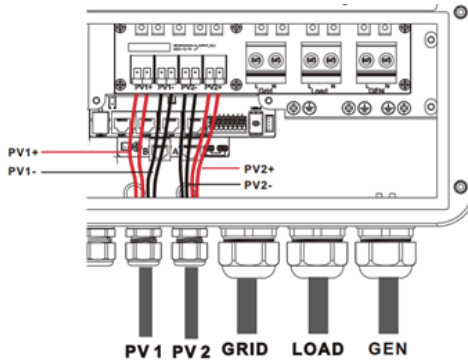 PV1+ PV1- PV2- PV2+
L N L N L N
Grid Load GEN
PV1+
B A
PV1-
PV2+
PV2-
PV 1 PV 2 GRID LOAD GEN